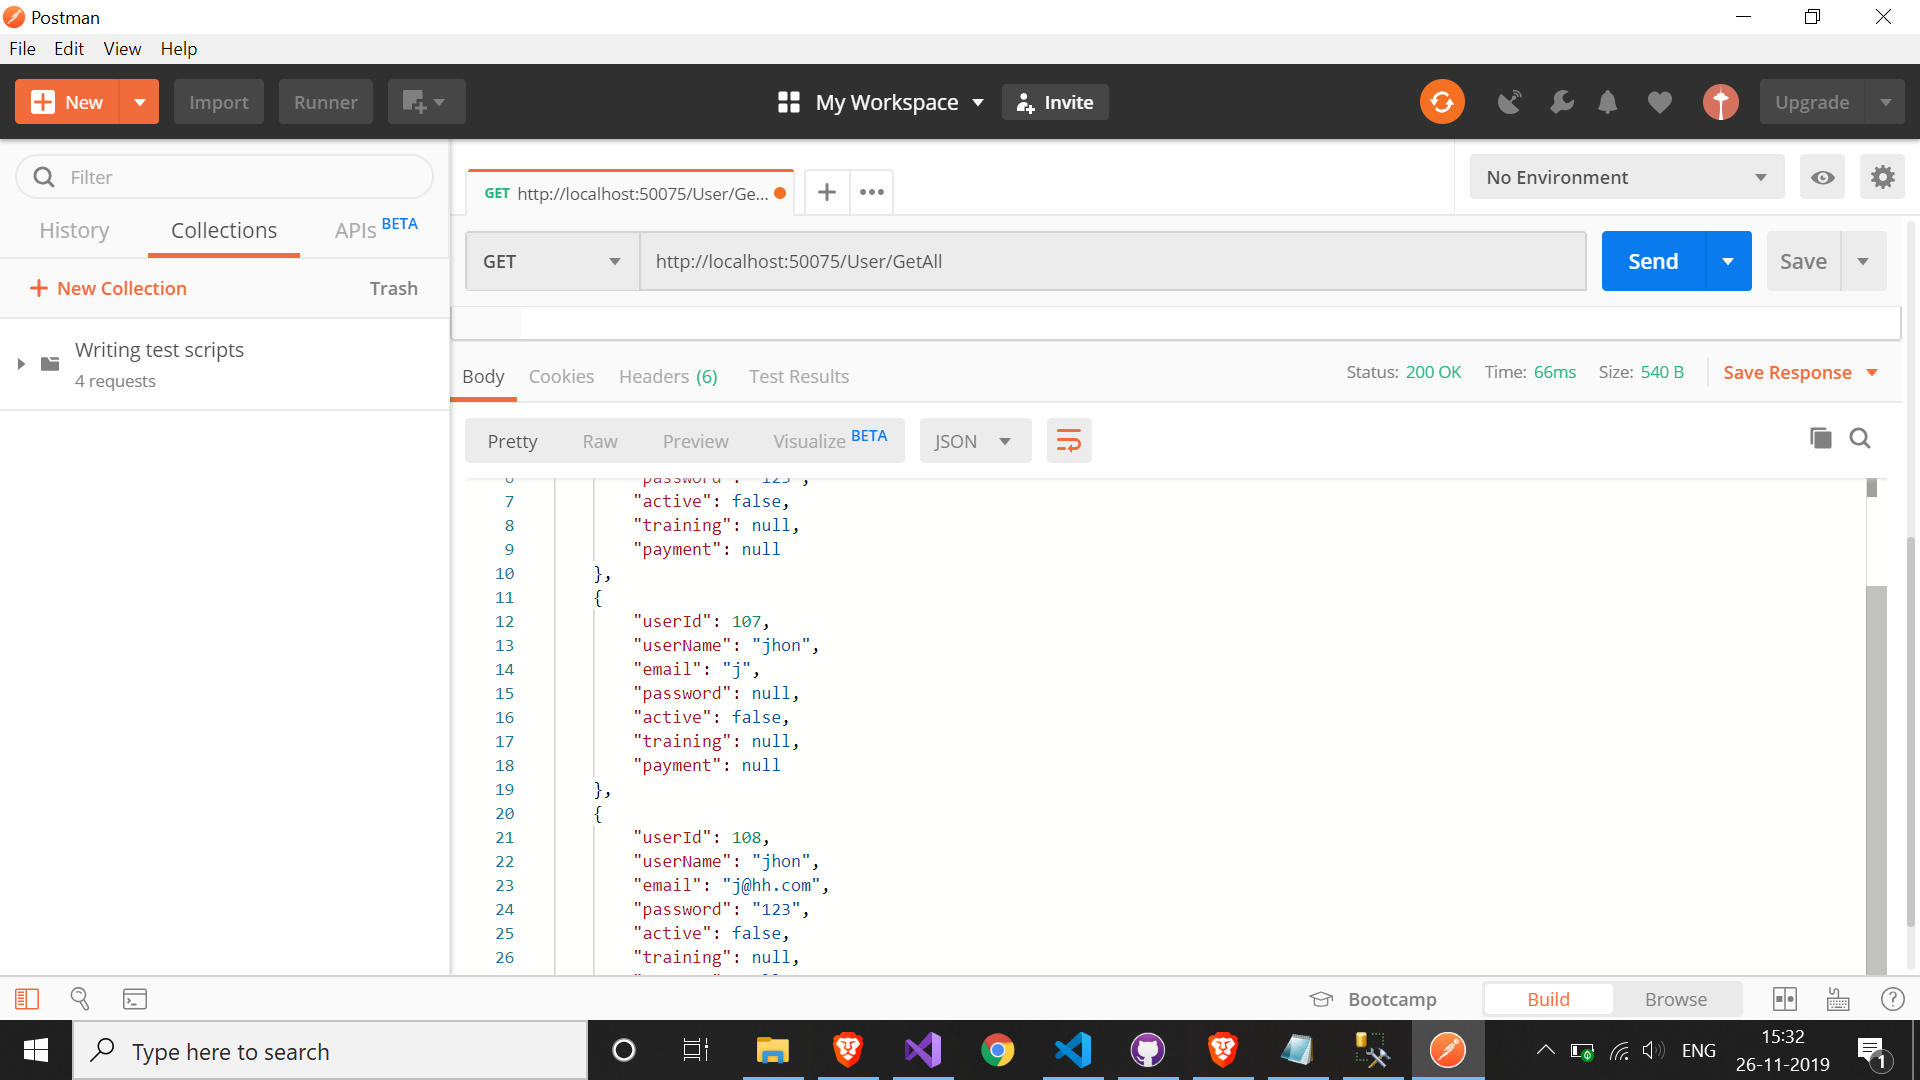 Postman
File Edit View Help
New Import Runner My Workspace Invite Upgrade
Filter
GET http://localhost:50075/User/Ge...
No Environment
History Collections APIs BETA
GET http://localhost:50075/User/GetAll Send Save
+ New Collection Trash
Writing test scripts
4 requests
Body Cookies Headers (6) Test Results Status: 200 OK Time: 66ms Size: 540 B Save Response
Pretty Raw Preview Visualize BETA JSON
6 "password": "123",
7 "active": false,
8 "training": null,
9 "payment": null
10 },
11 {
12 "userId": 107,
13 "userName": "jhon",
14 "email": "j",
15 "password": null,
16 "active": false,
17 "training": null,
18 "payment": null
19 },
20 {
21 "userId": 108,
22 "userName": "jhon",
23 "email": "j@hh.com",
24 "password": "123",
25 "active": false,
26 "training": null,
Bootcamp Build Browse
Type here to search
ENG
15:32
26-11-2019
1